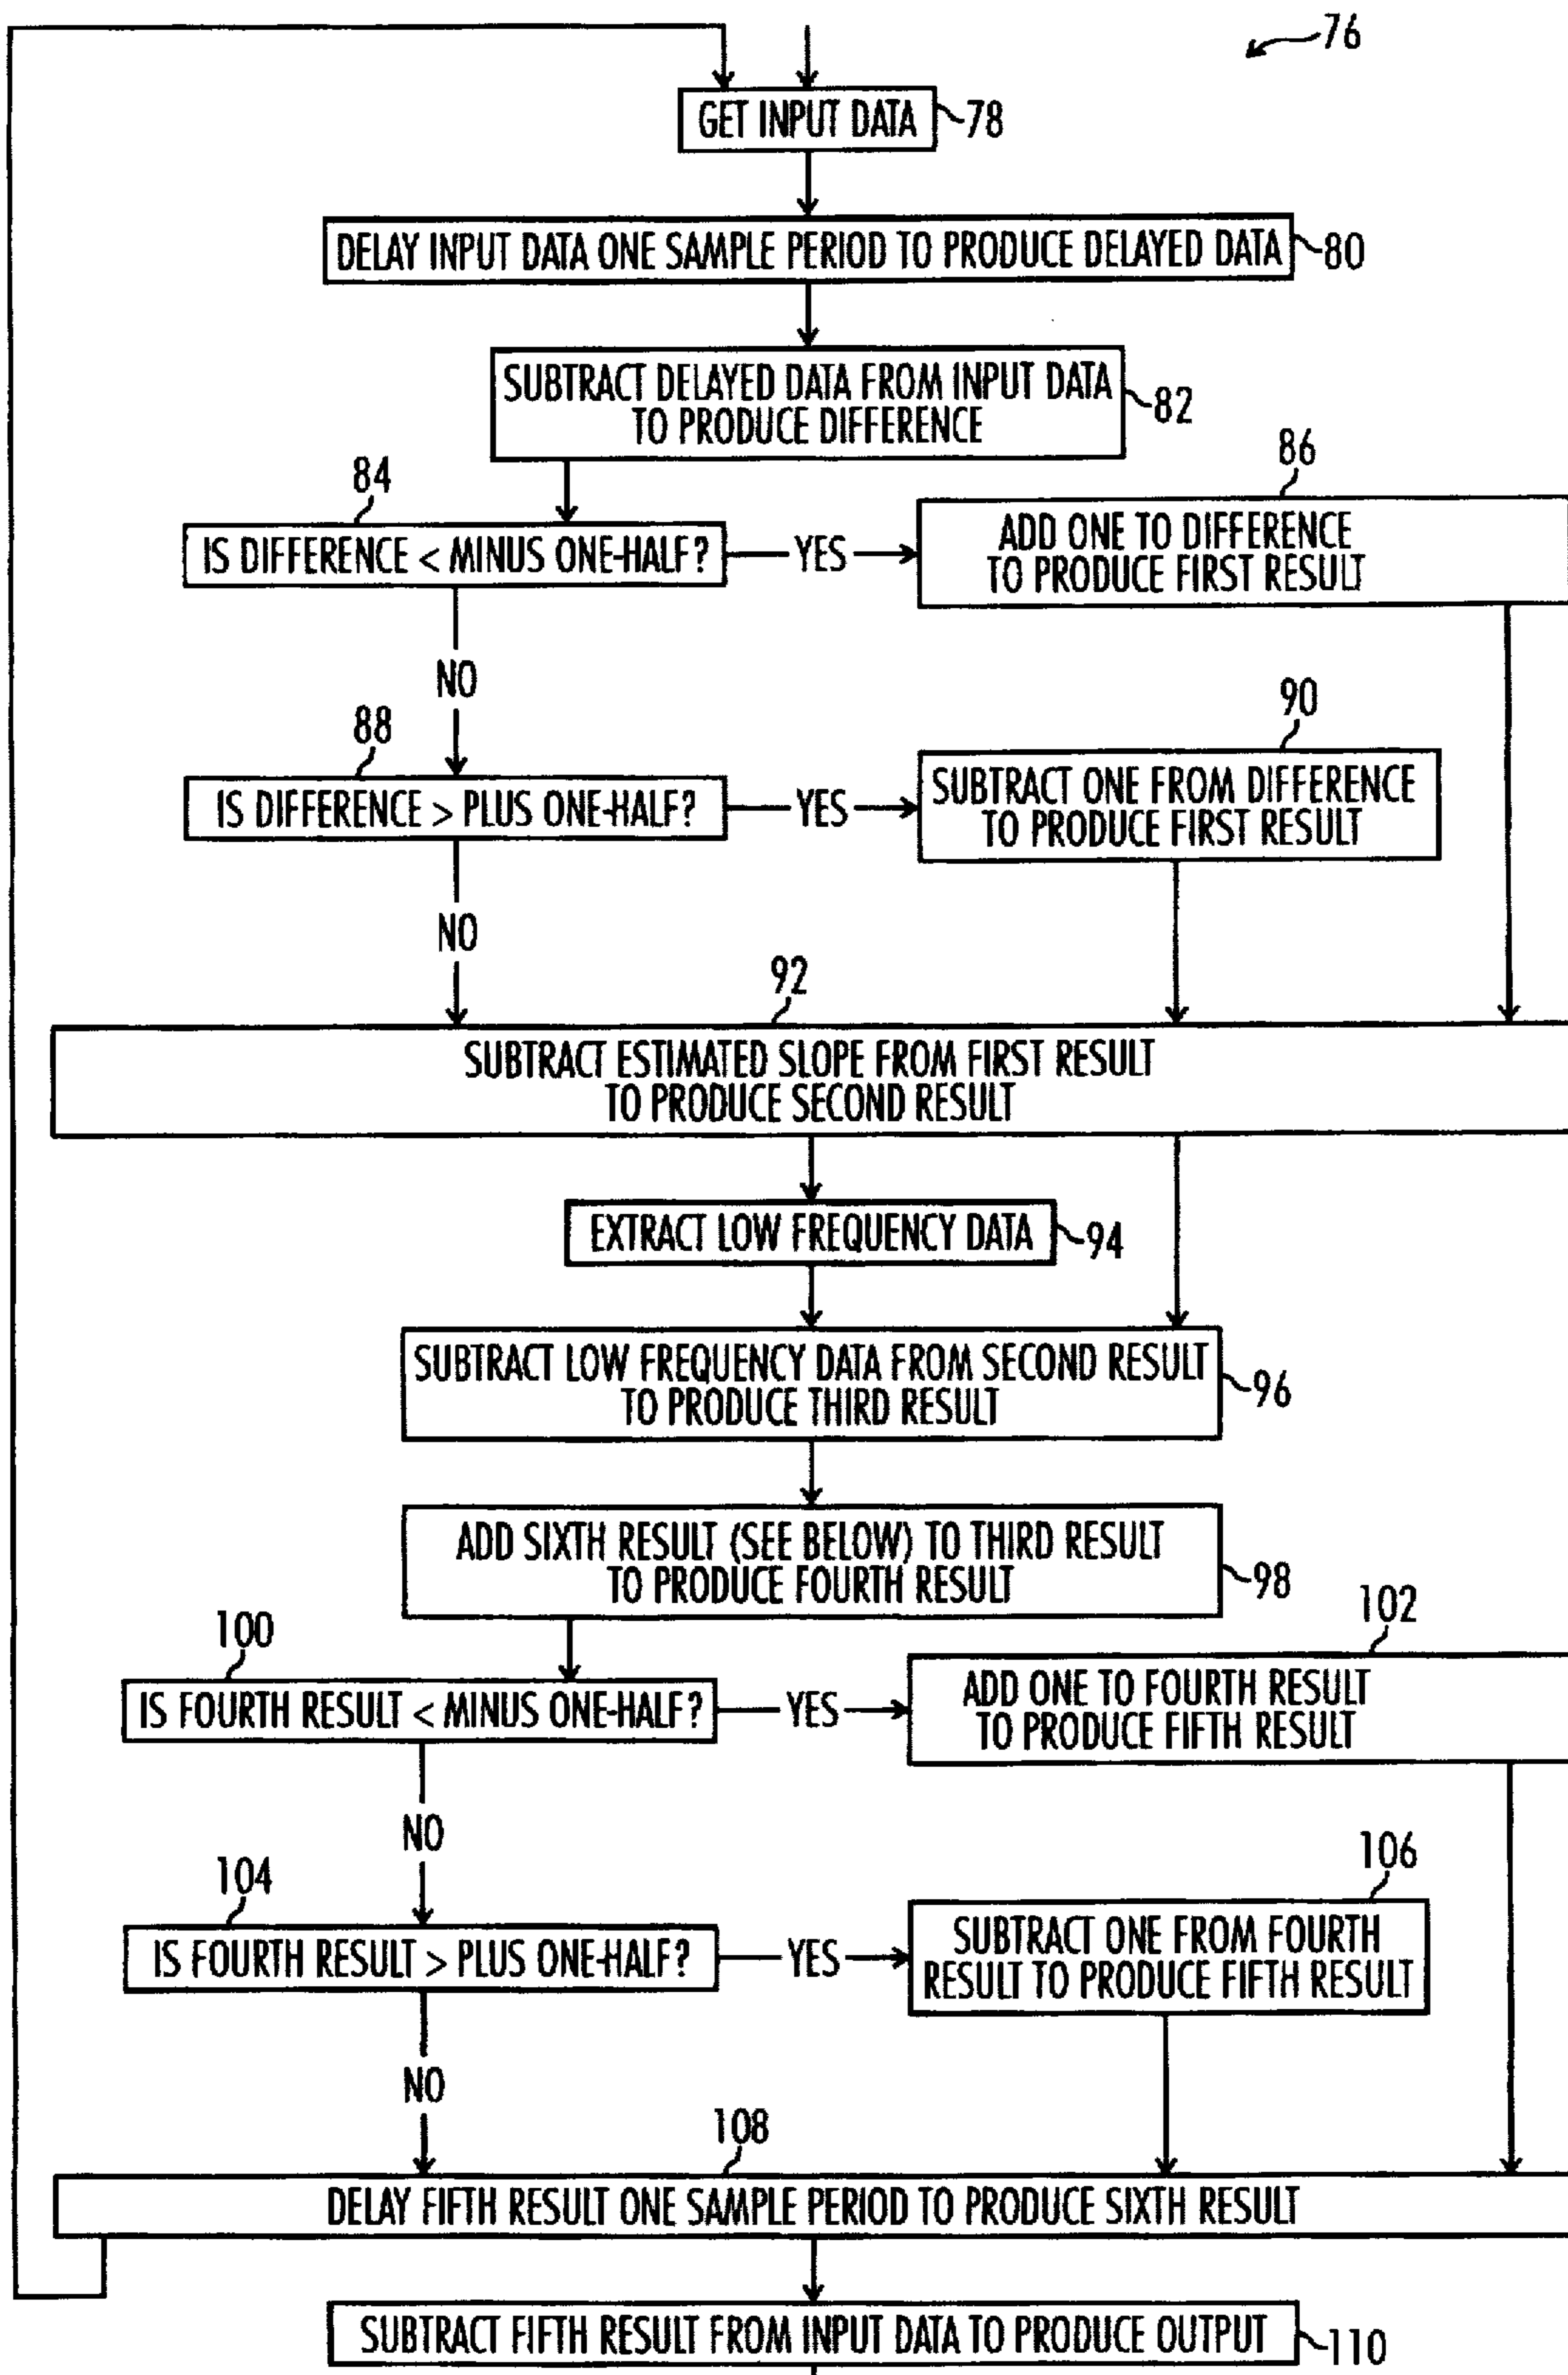 76
GET INPUT DATA
78
DELAY INPUT DATA ONE SAMPLE PERIOD TO PRODUCE DELAYED DATA
80
SUBTRACT DELAYED DATA FROM INPUT DATA
TO PRODUCE DIFFERENCE
82
84
IS DIFFERENCE < MINUS ONE-HALF?
YES
86
ADD ONE TO DIFFERENCE
TO PRODUCE FIRST RESULT
NO
88
IS DIFFERENCE > PLUS ONE-HALF?
YES
90
SUBTRACT ONE FROM DIFFERENCE
TO PRODUCE FIRST RESULT
NO
92
SUBTRACT ESTIMATED SLOPE FROM FIRST RESULT
TO PRODUCE SECOND RESULT
EXTRACT LOW FREQUENCY DATA
94
SUBTRACT LOW FREQUENCY DATA FROM SECOND RESULT
TO PRODUCE THIRD RESULT
96
ADD SIXTH RESULT (SEE BELOW) TO THIRD RESULT
TO PRODUCE FOURTH RESULT
98
100
IS FOURTH RESULT < MINUS ONE-HALF?
YES
102
ADD ONE TO FOURTH RESULT
TO PRODUCE FIFTH RESULT
NO
104
IS FOURTH RESULT > PLUS ONE-HALF?
YES
106
SUBTRACT ONE FROM FOURTH
RESULT TO PRODUCE FIFTH RESULT
NO
108
DELAY FIFTH RESULT ONE SAMPLE PERIOD TO PRODUCE SIXTH RESULT
SUBTRACT FIFTH RESULT FROM INPUT DATA TO PRODUCE OUTPUT
110